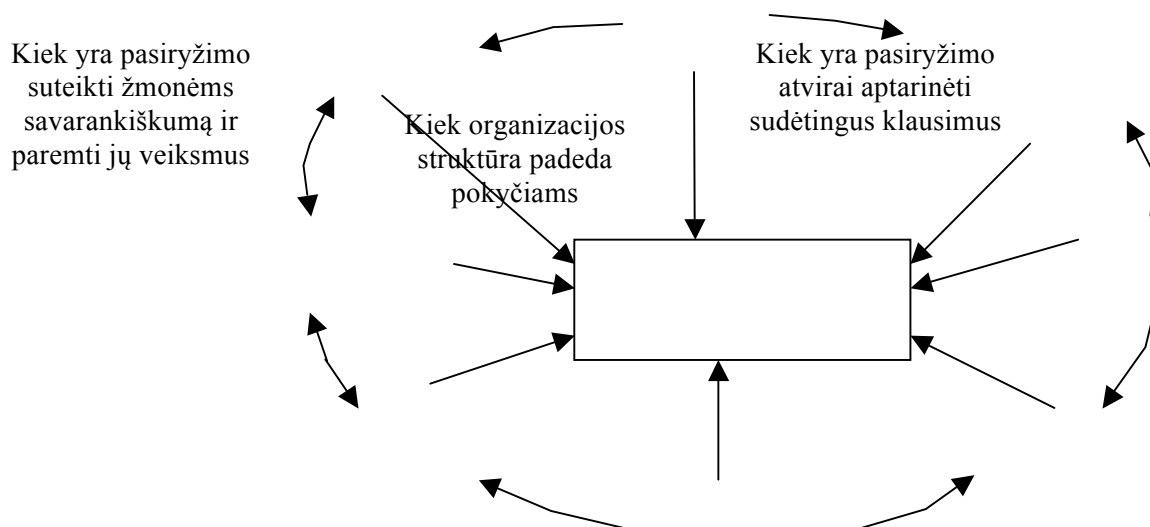 Kiek yra pasiryžimo
suteikti žmonėms
savarankiškumą ir
paremti jų veiksmus
Kiek organizacijos
struktūra padeda
pokyčiams
Kiek yra pasiryžimo
atvirai aptarinėti
sudėtingus klausimus